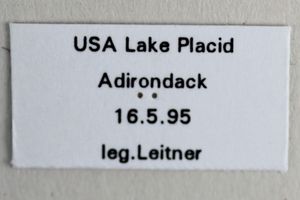 USA Lake Placid
Adirondack
16.5.95
leg.Leitner